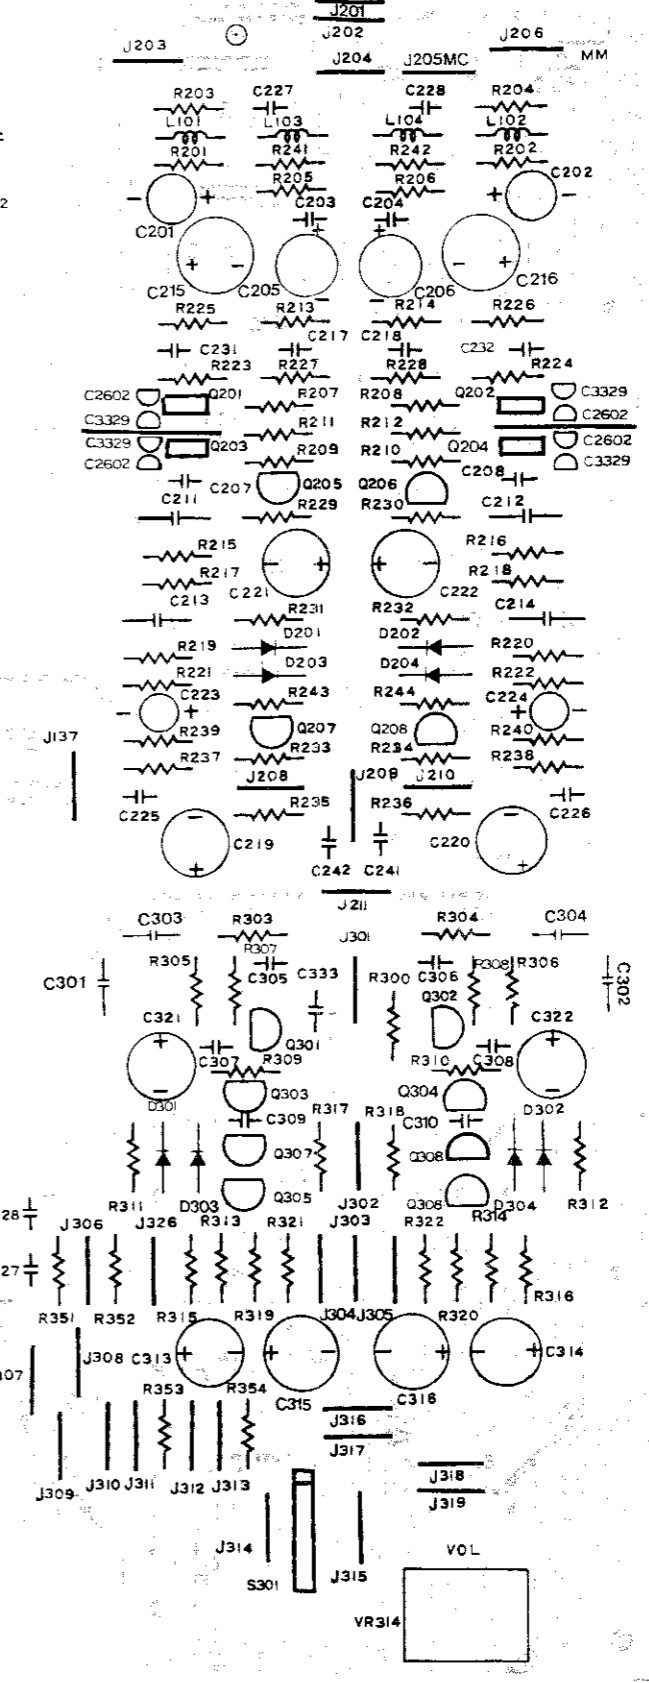 J201
J202
J203 J204 J205MC J206 MM
R203 C227 C228 R204
L101 L103 L104 L102
R201 R241 R242 R202
R205 R206 C202
- + C203 C204 + -
C201
+ - + +
C215 C205 C206 C216
R225 R213 R214 R226
C231 C217 C218 C232
R223 R227 R228 R224
C2602 Q201 R207 R208 Q202 C3329
C3329 R211 R212 C2602
C3329 Q203 R209 R210 Q204 C2602
C2602 C3329
C207 Q205 Q206 C208
C211 R229 R230 C212
R215 R216
R217 + + R218
C213 C221 C222 C214
R231 R232
R219 D201 D202 R220
R221 D203 D204 R222
C223 R243 R244 C224
- + + -
R239 Q207 Q208 R240
J137
R237 R233 R234 R238
J208 J209 J210
C225 R235 R236 C226
C219 C220
+ +
C242 C241
J211
C303 R303 R304 C304
R305 R307 J301 R308 R306
C301 C305 C333 R300 C306 C302
Q302
C321 Q301 C322
+ +
C307 R309 R310 C308
- Q303 Q304 -
D301 C309 R317 R318 C310 D302
Q307 Q308
R311 D303 Q305 J302 Q308 D304 R312
28 J306 J326 R313 R321 J303 R322 R314
27
R316
R351 R352 R315 R319 J304 J305 R320
07 J308 C313 + - + - - + - + C314
R353 R354 C315 C316
J316
J317
J309 J310 J311 J312 J313 J318
J319
J314 J315 VOL
S301
VR314